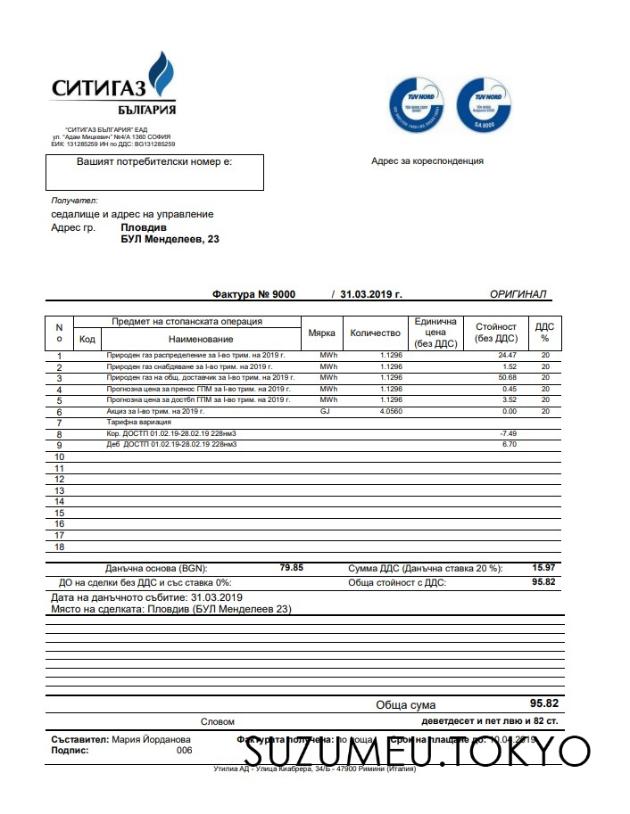 СИТИГАЗ
БЪЛГАРИЯ
"СИТИГАЗ БЪЛГАРИЯ" ЕАД
ул. "Адам Мицкевич" №4/А 1360 СОФИЯ
ЕИК: 131285259 ИН по ДДС: BG131285259
TUV NORD
TUV NORD
SA 8000
Вашият потребителски номер е:
Адрес за кореспонденция
Получател:
седалище и адрес на управление
Адрес гр. Пловдив
БУЛ Менделеев, 23
Фактура № 9000 / 31.03.2019 г. ОРИГИНАЛ
No Предмет на стопанската операция Мярка Количество Единична цена (без ДДС) Стойност (без ДДС) ДДС %
Код Наименование
1 Природен газ разпределение за I-во трим. на 2019 г. MWh 1.1296 24.47 20
2 Природен газ снабдяване за I-во трим. на 2019 г. MWh 1.1296 1.52 20
3 Природен газ на общ. доставчик за I-во трим. на 2019 г. MWh 1.1296 50.68 20
4 Прогнозна цена за пренос ГПМ за I-во трим. на 2019 г. MWh 1.1296 0.45 20
5 Прогнозна цена за достбп ГПМ за I-во трим. на 2019 г. MWh 1.1296 3.52 20
6 Акциз за I-во трим. на 2019 г. GJ 4.0560 0.00 20
7 Тарифна вариация
8 Кор. ДОСТП 01.02.19-28.02.19 228нм3 -7.49
9 Деб ДОСТП 01.02.19-28.02.19 228нм3 6.70
10
11
12
13
14
15
16
17
18
Данъчна основа (BGN): 79.85 Сумма ДДС (Данъчна ставка 20 %): 15.97
ДО на сделки без ДДС и със ставка 0%: Обща стойност с ДДС: 95.82
Дата на данъчното събитие: 31.03.2019
Място на сделката: Пловдив (БУЛ Менделеев 23)
Обща сума 95.82
Словом деветдесет и пет лвю и 82 ст.
Съставител: Мария Йорданова Фактурата получена: по поща Срок на плащане до: 10.04.2019
Подпис: 006
SUZUMEU.TOKYO
Утилиа АД - Улица Киабрера, 34/Б - 47900 Римини (Италия)